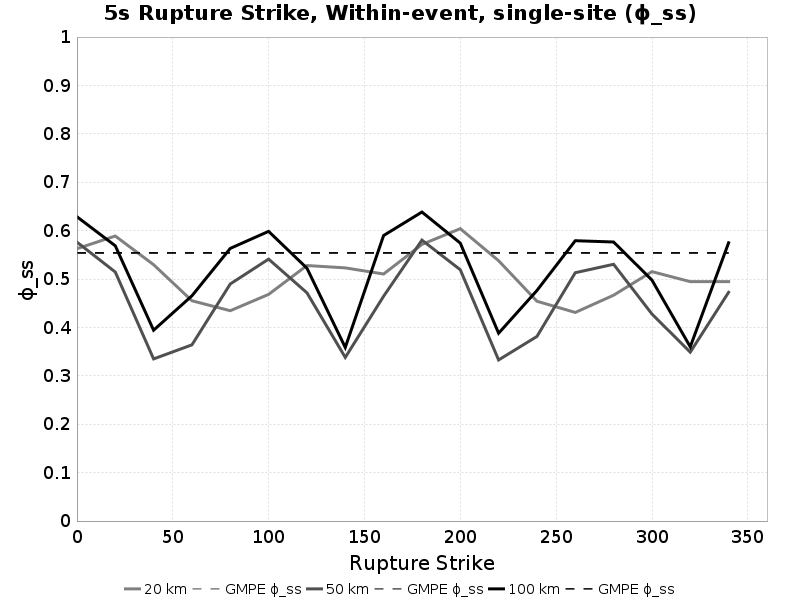 5s Rupture Strike, Within-event, single-site (ϕ_ss)
1
0.9
0.8
0.7
0.6
0.5
0.4
0.3
0.2
0.1
0
ϕ_ss
0 50 100 150 200 250 300 350
Rupture Strike
20 km GMPE ϕ_ss 50 km GMPE ϕ_ss 100 km GMPE ϕ_ss